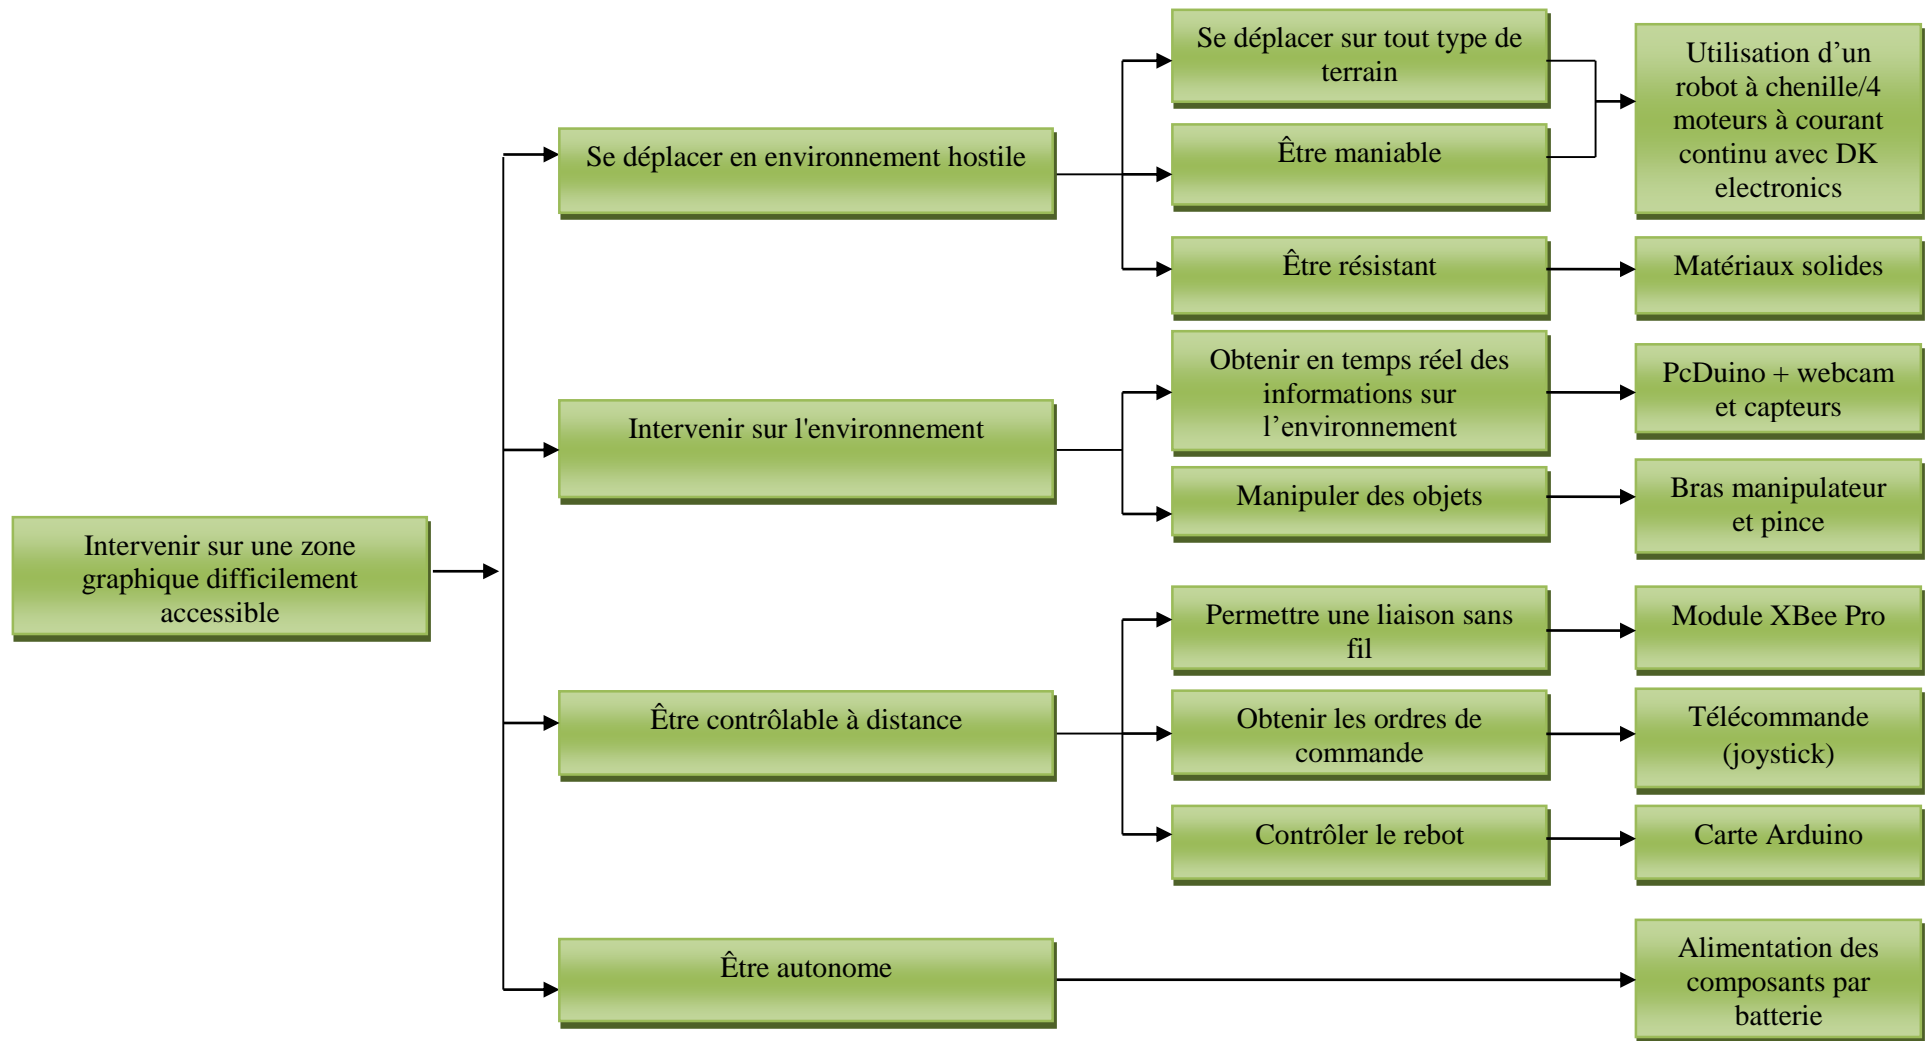 Intervenir sur une zone
graphique difficilement
accessible
Se déplacer en environnement hostile
Intervenir sur l'environnement
Être contrôlable à distance
Être autonome
Se déplacer sur tout type de
terrain
Être maniable
Être résistant
Obtenir en temps réel des
informations sur
l’environnement
Manipuler des objets
Permettre une liaison sans
fil
Obtenir les ordres de
commande
Contrôler le rebot
Utilisation d’un
robot à chenille/4
moteurs à courant
continu avec DK
electronics
Matériaux solides
PcDuino + webcam
et capteurs
Bras manipulateur
et pince
Module XBee Pro
Télécommande
(joystick)
Carte Arduino
Alimentation des
composants par
batterie